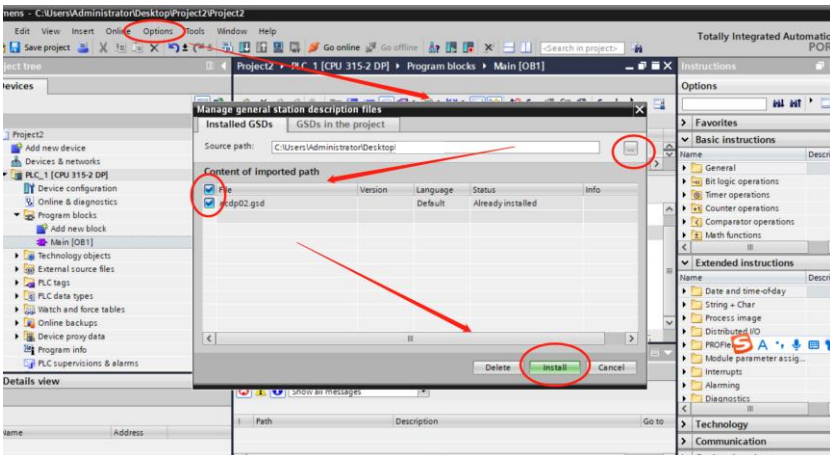 mens - C:\Users\Administrator\Desktop\Project2\Project2
Edit View Insert Online Options Tools Window Help
Totally Integrated Automatic
POR
Save project
Go online
Go offline
<Search in project>
ject tree
Project2 PLC_1 [CPU 315-2 DP] Program blocks Main [OB1]
Instructions
Devices
Options
Project2
Add new device
Devices & networks
PLC_1 [CPU 315-2 DP]
Device configuration
Online & diagnostics
Program blocks
Add new block
Main [OB1]
Technology objects
External source files
PLC tags
PLC data types
Watch and force tables
Online backups
Device proxy data
Program info
PLC supervisions & alarms
Details view
Name Address
Manage general station description files
Installed GSDs GSDs in the project
Source path: C:\Users\Administrator\Desktop\
...
Content of imported path
File Version Language Status Info
ecdp02.gsd Default Already installed
Delete Install Cancel
Show all messages
! Path Description Go to
Favorites
Basic instructions
Name Descri
General
Bit logic operations
Timer operations
Counter operations
Comparator operations
Math functions
Extended instructions
Name Descri
Date and time-of-day
String + Char
Process image
Distributed I/O
PROFIe
Module parameter assig...
Interrupts
Alarming
Diagnostics
Technology
Communication